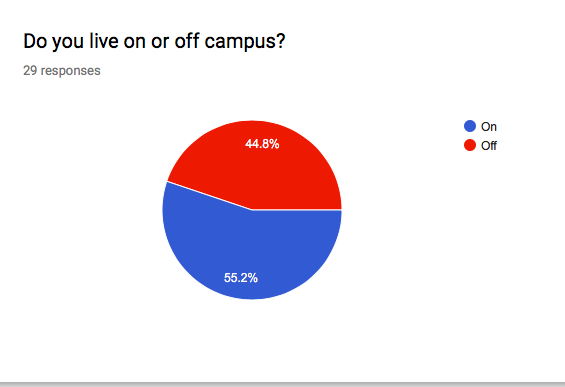 Do you live on or off campus?
29 responses
On
Off
44.8%
55.2%